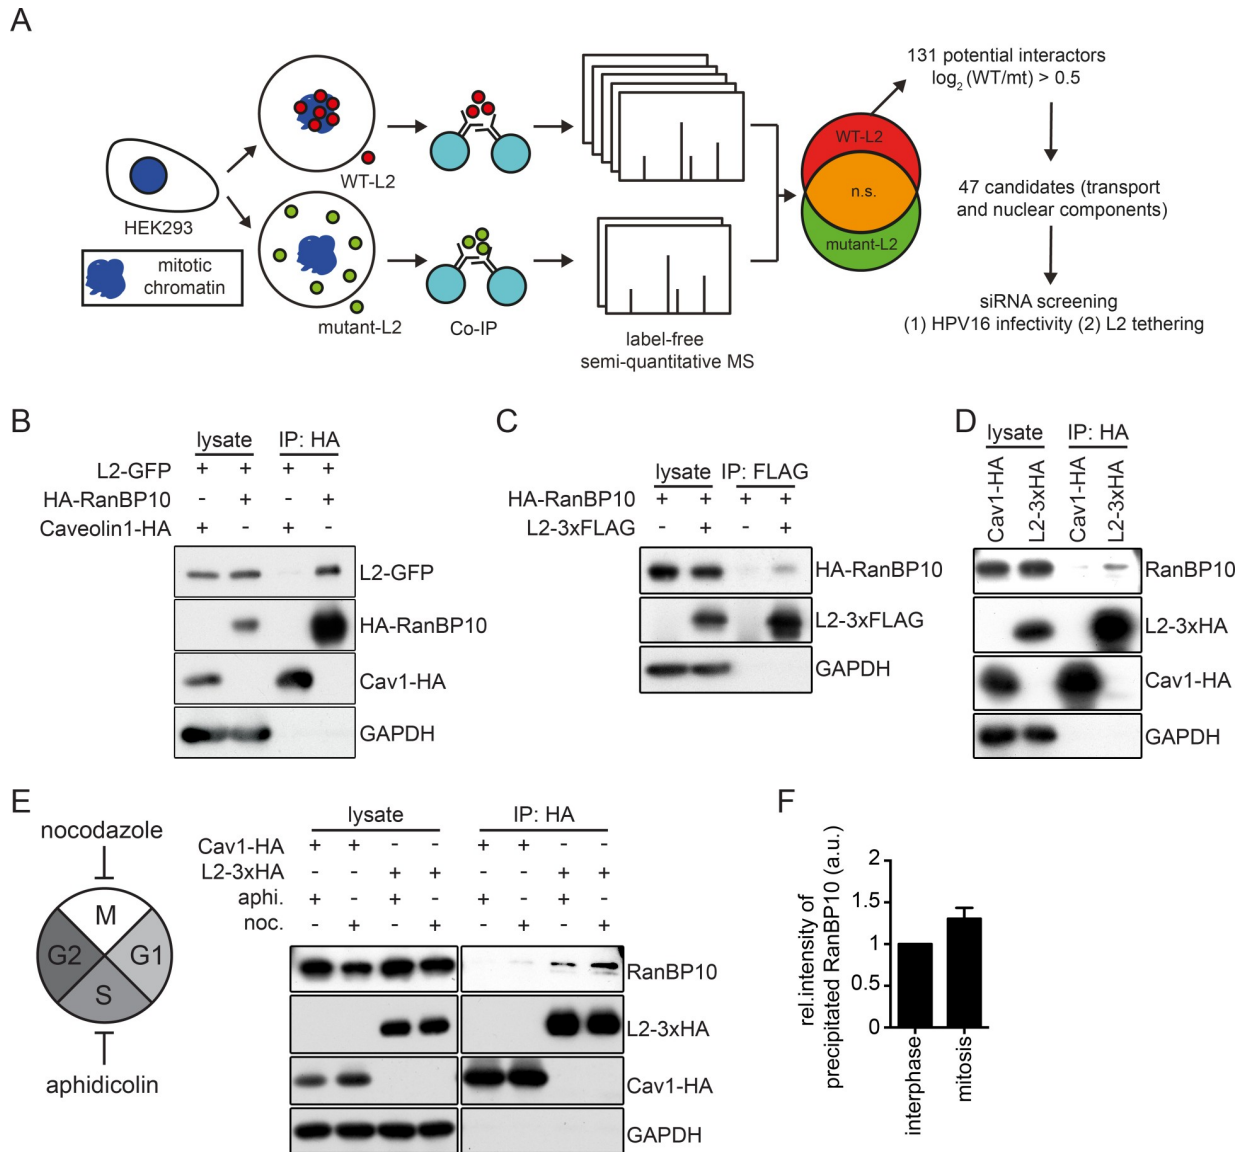 A
131 potential interactors
log2 (WT/mt) > 0.5
WT-L2
WT-L2
n.s.
47 candidates (transport
and nuclear components)
HEK293
mutant-L2
mitotic
chromatin
mutant-L2
Co-IP
label-free
semi-quantitative MS
siRNA screening
(1) HPV16 infectivity (2) L2 tethering
B
lysate IP: HA
L2-GFP + + + +
HA-RanBP10 - + - +
Caveolin1-HA + - + -
L2-GFP
HA-RanBP10
Cav1-HA
GAPDH
C
lysate IP: FLAG
HA-RanBP10 + + + +
L2-3xFLAG - + - +
HA-RanBP10
L2-3xFLAG
GAPDH
D
lysate IP: HA
Cav1-HA L2-3xHA Cav1-HA L2-3xHA
RanBP10
L2-3xHA
Cav1-HA
GAPDH
E
nocodazole
M
G2 G1
S
aphidicolin
lysate IP: HA
Cav1-HA + + - - + + - -
L2-3xHA - - + + - - + +
aphi. + - + - + - + -
noc. - + - + - + - +
RanBP10
L2-3xHA
Cav1-HA
GAPDH
F
rel.intensity of
precipitated RanBP10 (a.u.)
2
1.5
1
0.5
0
interphase
mitosis